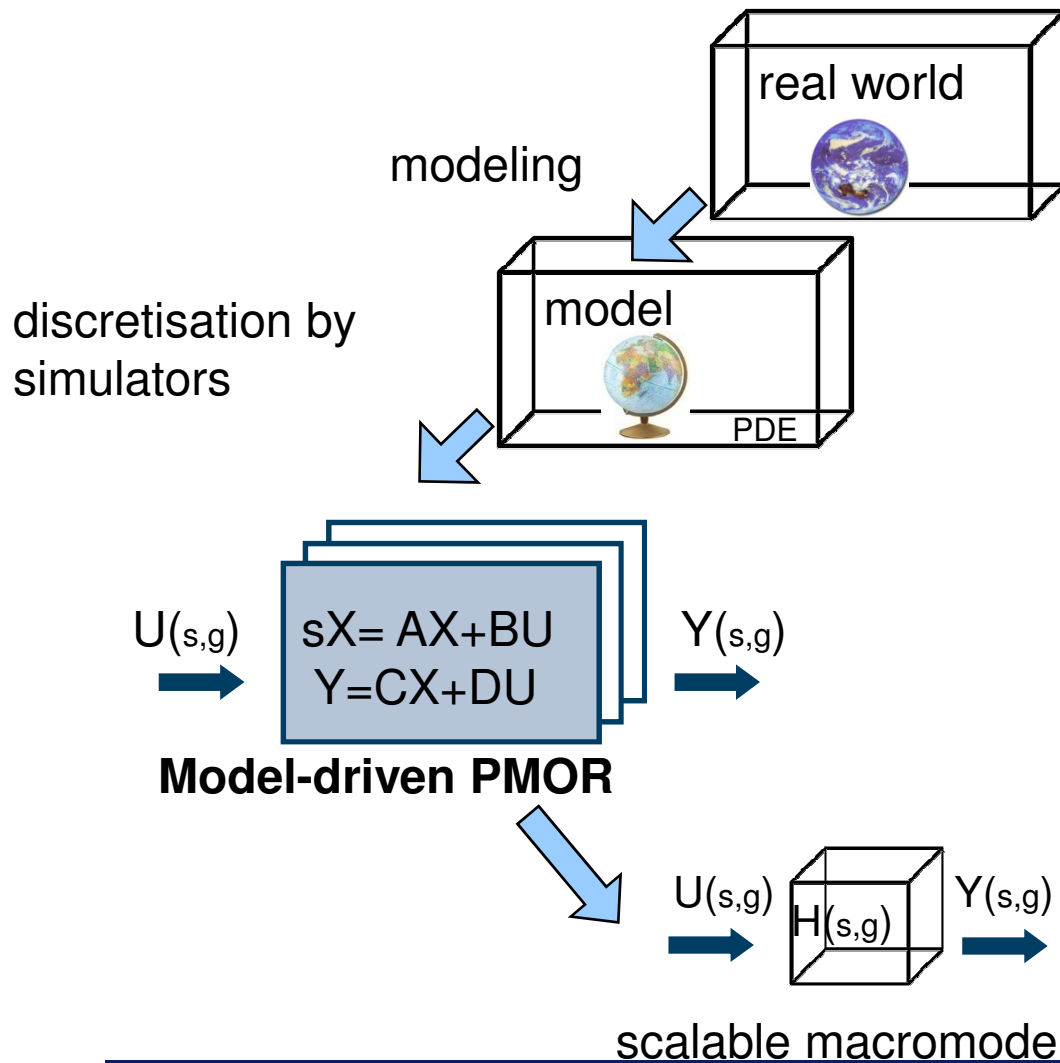 real world
modeling
model
PDE
discretisation by
simulators
U(s,g)
sX= AX+BU
Y=CX+DU
Y(s,g)
Model-driven PMOR
U(s,g)
H(s,g)
Y(s,g)
scalable macromode